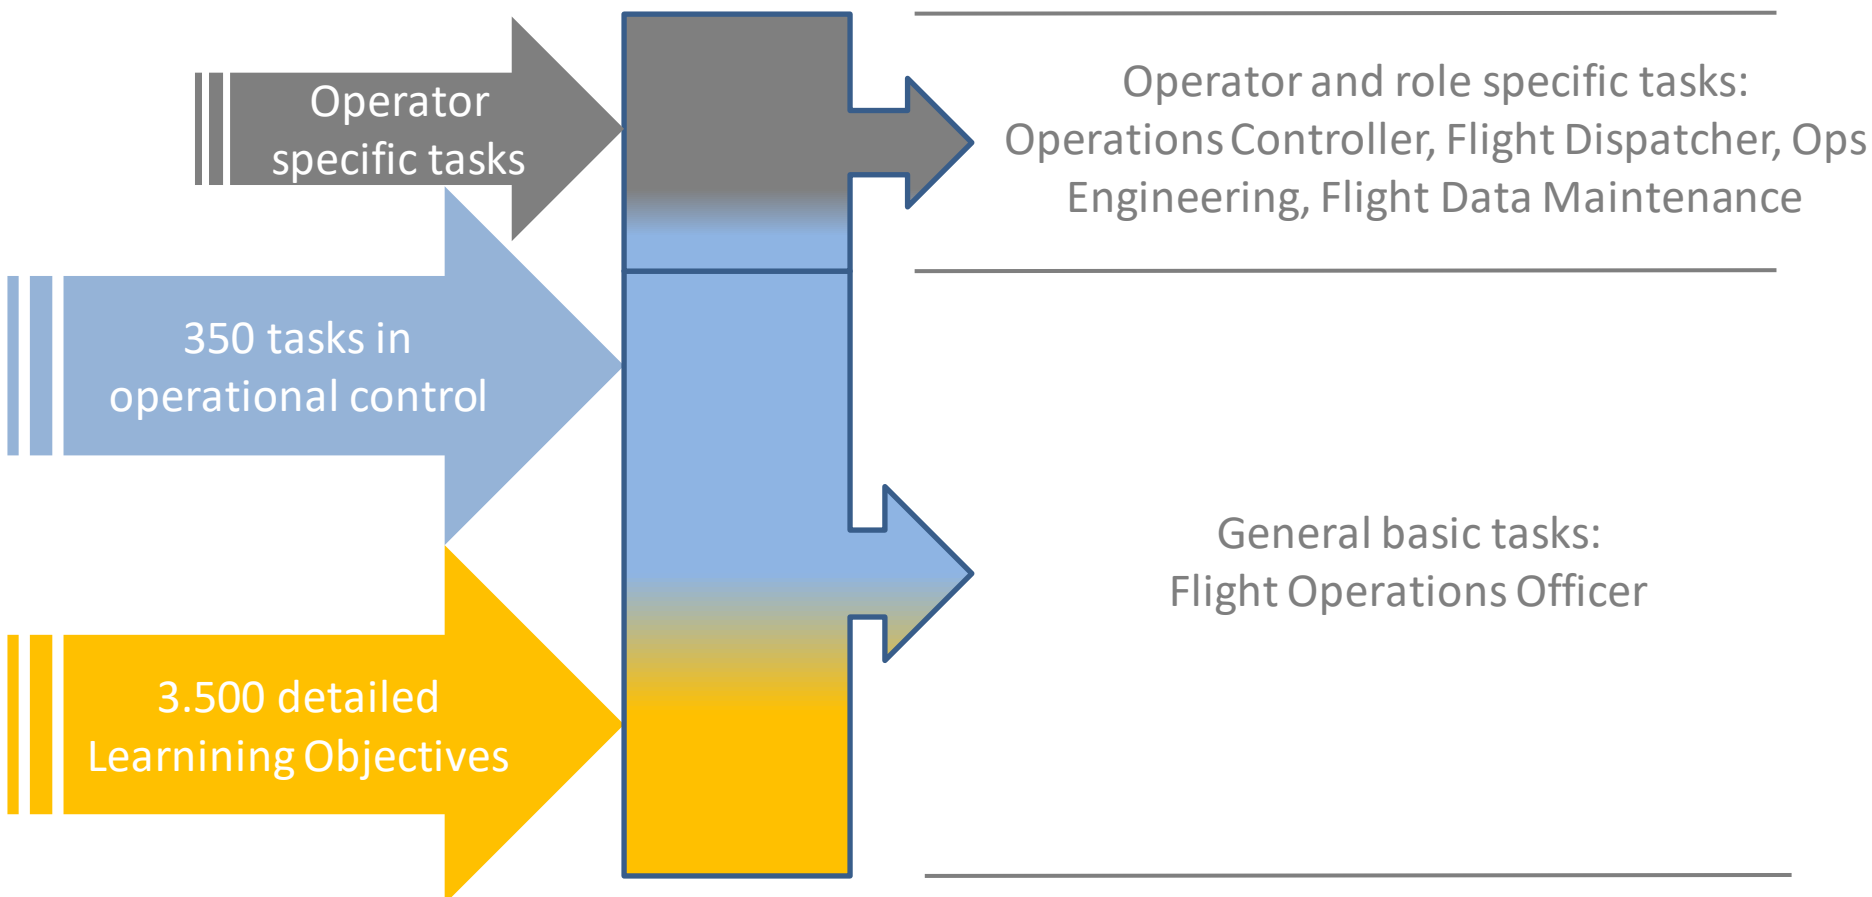 Operator
specific tasks
350 tasks in
operational control
3.500 detailed
Learnining Objectives
Operator and role specific tasks:
Operations Controller, Flight Dispatcher, Ops
Engineering, Flight Data Maintenance
General basic tasks:
Flight Operations Officer